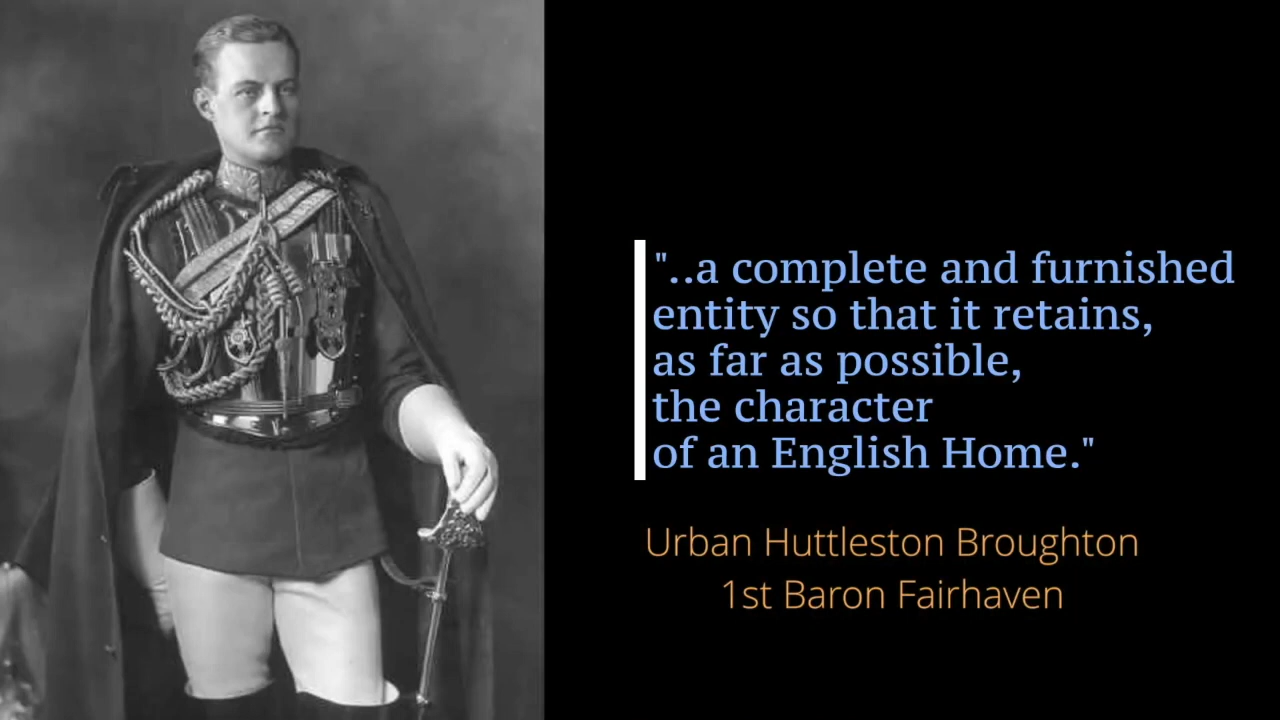 "..a complete and furnished
entity so that it retains,
as far as possible,
the character
of an English Home."
Urban Huttleston Broughton
1st Baron Fairhaven